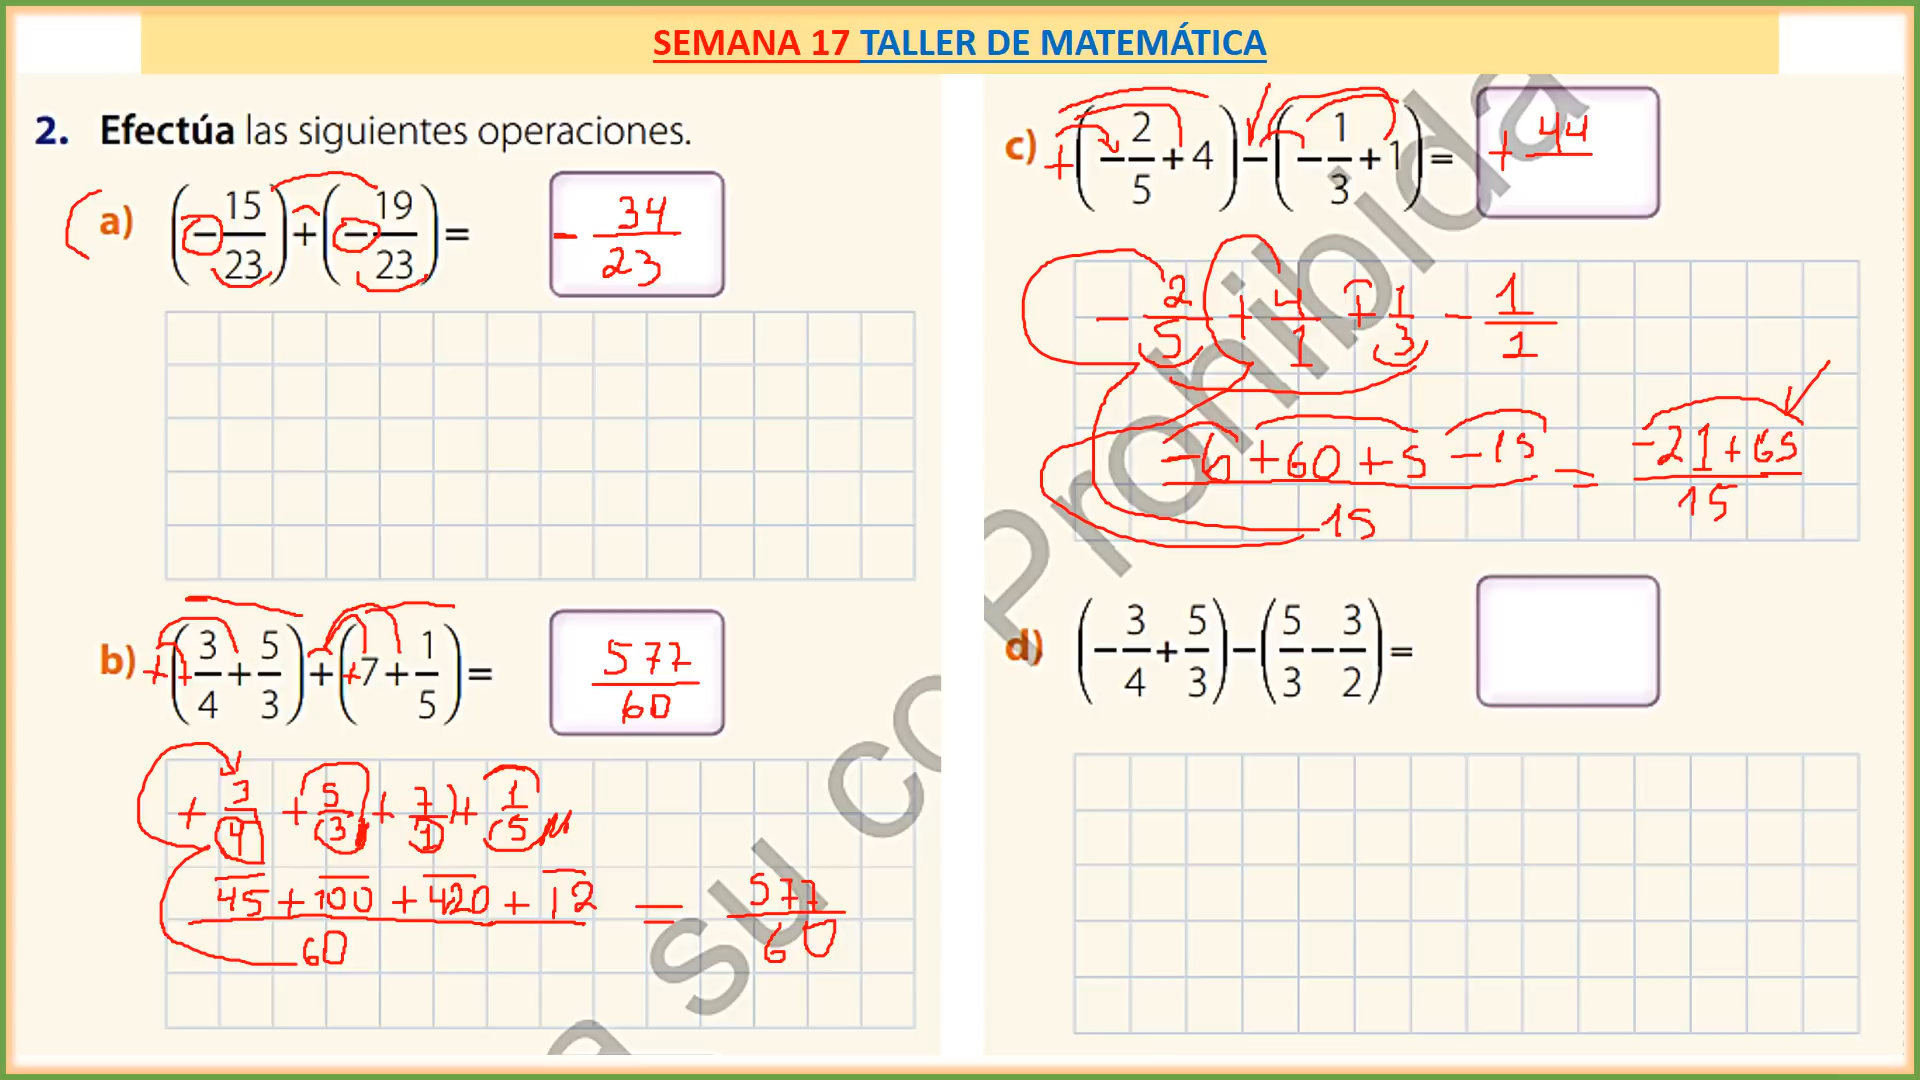 SEMANA 17 TALLER DE MATEMÁTICA
2. Efectúa las siguientes operaciones.
a) (−15/23) + (−19/23) = −34/23
b) +(+3/4 + 5/3) + (+7 + 1/5) = 577/60
+ 3/4 + 5/3 + 7/1 + 1/5
45 + 100 + 420 + 12 / 60 = 577/60
c) +(−2/5 + 4) − (−1/3 + 1) = + 44
− 2/5 + 4/1 + 1/3 − 1/1
−6 + 60 + 5 − 15 / 15 = −21 + 65 / 15
d) (−3/4 + 5/3) − (5/3 − 3/2) =
Prohibida
a su co